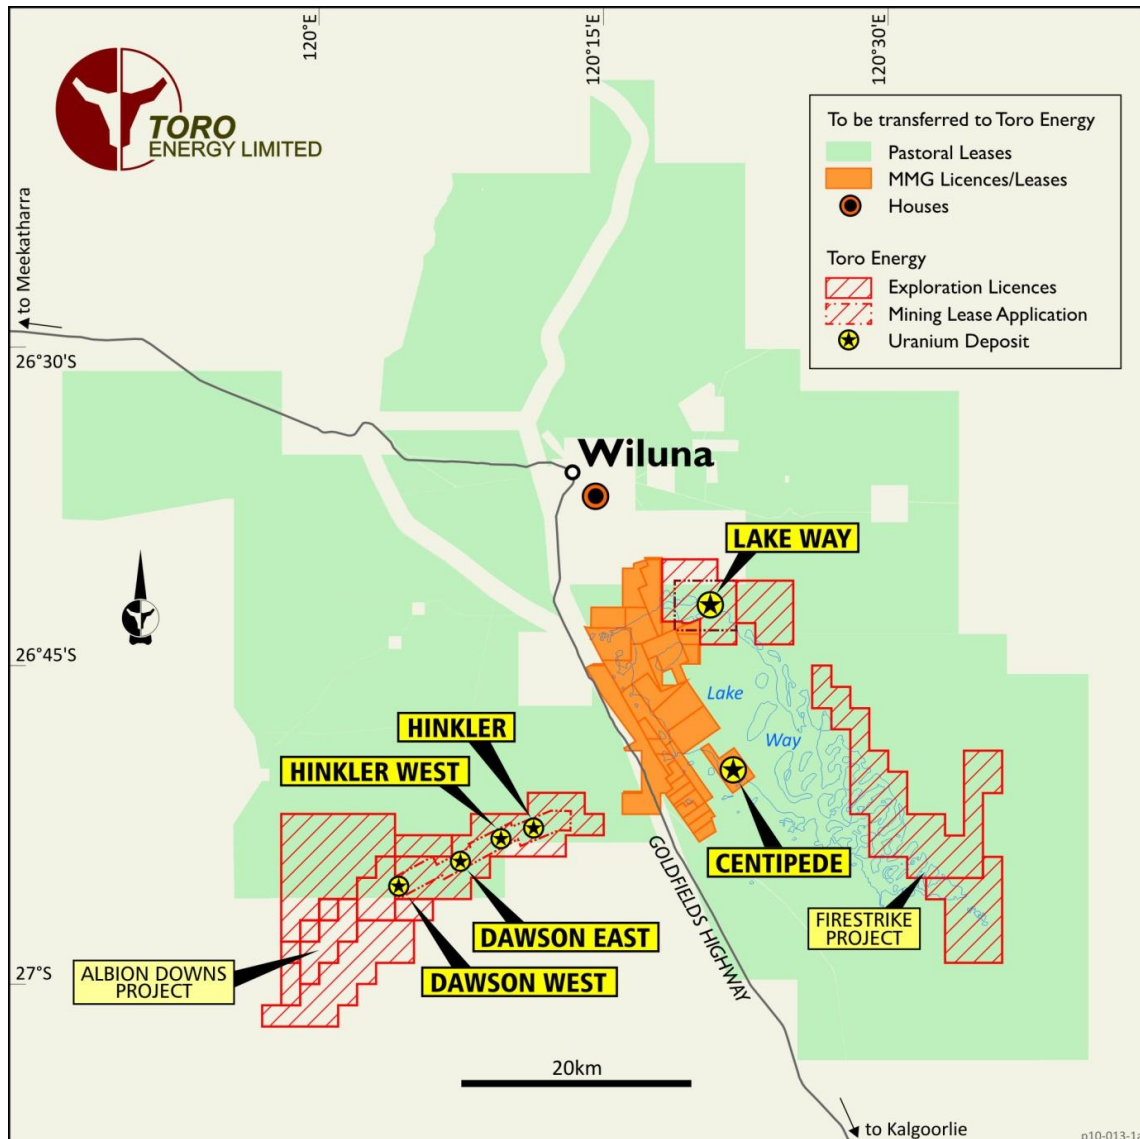 120°E
120°15'E
120°30'E
TORO
ENERGY LIMITED
To be transferred to Toro Energy
Pastoral Leases
MMG Licences/Leases
Houses
Toro Energy
Exploration Licences
Mining Lease Application
Uranium Deposit
to Meekatharra
26°30'S
Wiluna
LAKE WAY
26°45'S
Lake
Way
HINKLER
HINKLER WEST
CENTIPEDE
GOLDFIELDS HIGHWAY
FIRESTRIKE
PROJECT
DAWSON EAST
DAWSON WEST
ALBION DOWNS
PROJECT
27°S
20km
to Kalgoorlie
p10-013-1a